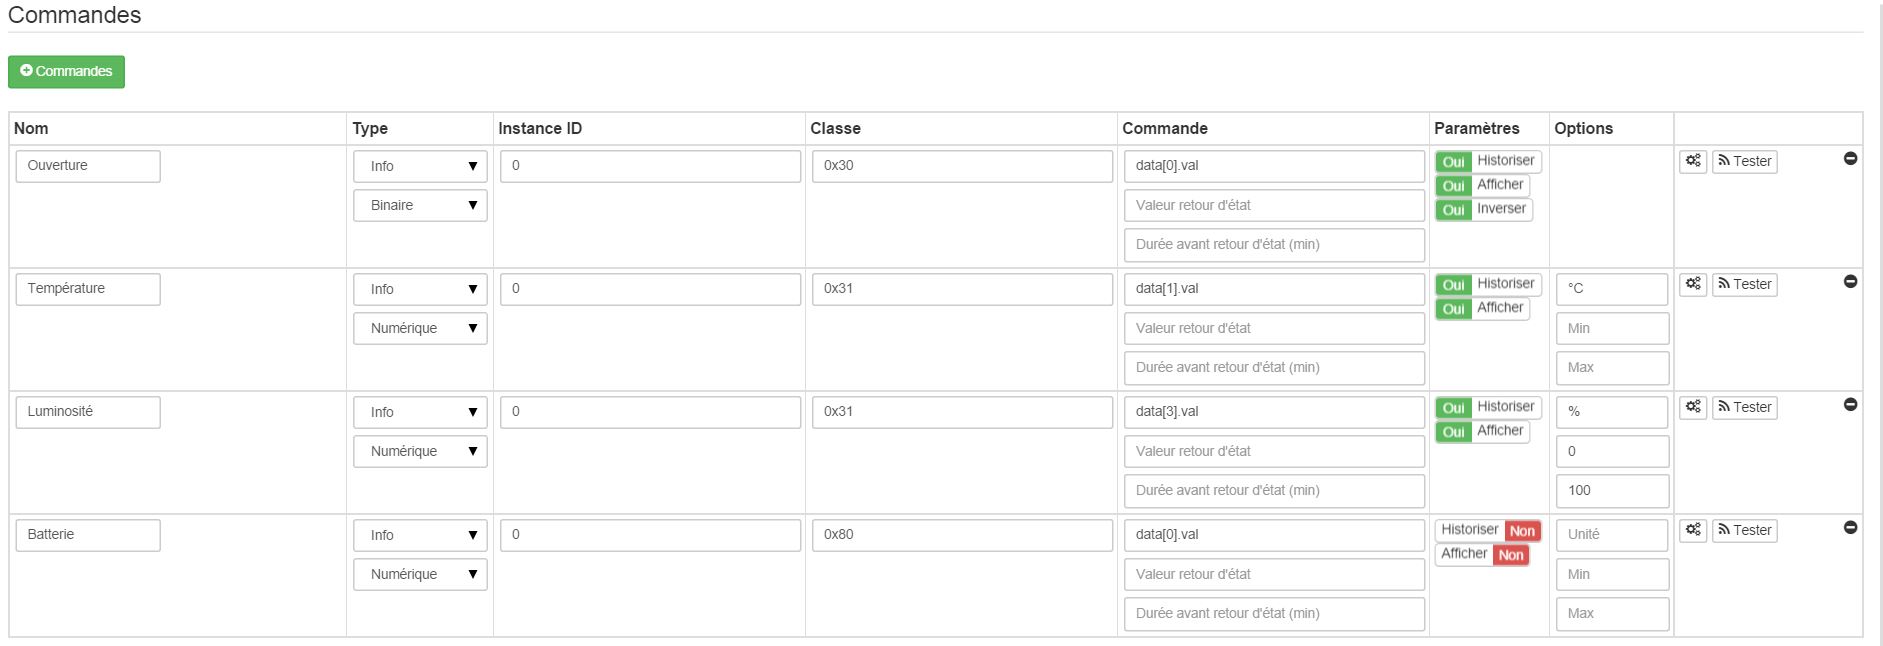 Commandes
Commandes
Nom Type Instance ID Classe Commande Paramètres Options
Ouverture Info 0 0x30 data[0].val Oui Historiser Tester
Oui Afficher
Binaire Valeur retour d'état Oui Inverser
Durée avant retour d'état (min)
Température Info 0 0x31 data[1].val Oui Historiser °C Tester
Oui Afficher
Numérique Valeur retour d'état Min
Durée avant retour d'état (min) Max
Luminosité Info 0 0x31 data[3].val Oui Historiser % Tester
Oui Afficher
Numérique Valeur retour d'état 0
Durée avant retour d'état (min) 100
Batterie Info 0 0x80 data[0].val Historiser Non Unité Tester
Afficher Non
Numérique Valeur retour d'état Min
Durée avant retour d'état (min) Max